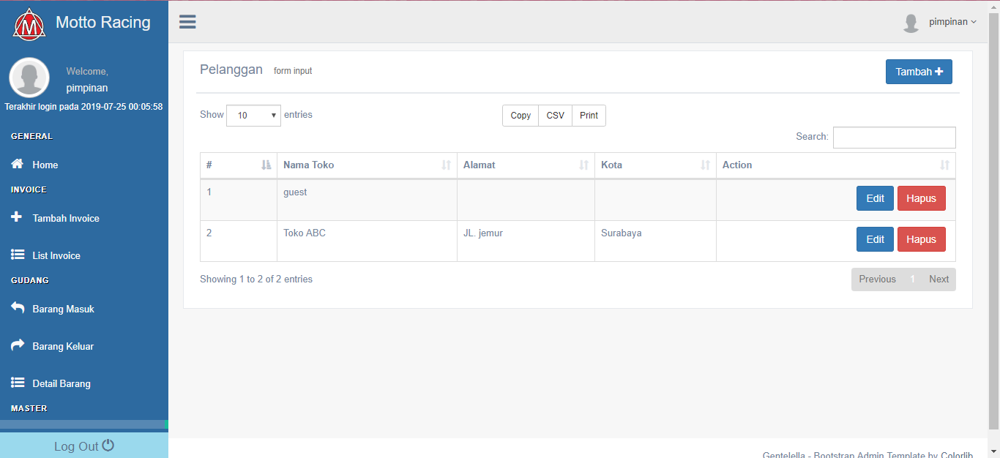 Motto Racing
pimpinan
Welcome,
pimpinan
Terakhir login pada 2019-07-25 00:05:58
GENERAL
Home
INVOICE
Tambah Invoice
List Invoice
GUDANG
Barang Masuk
Barang Keluar
Detail Barang
MASTER
Log Out
Pelanggan form input
Tambah
Show 10 entries
Copy CSV Print
Search:
# Nama Toko Alamat Kota Action
1 guest Edit Hapus
2 Toko ABC JL. jemur Surabaya Edit Hapus
Showing 1 to 2 of 2 entries
Previous 1 Next
Gentelella - Bootstrap Admin Template by Colorlib